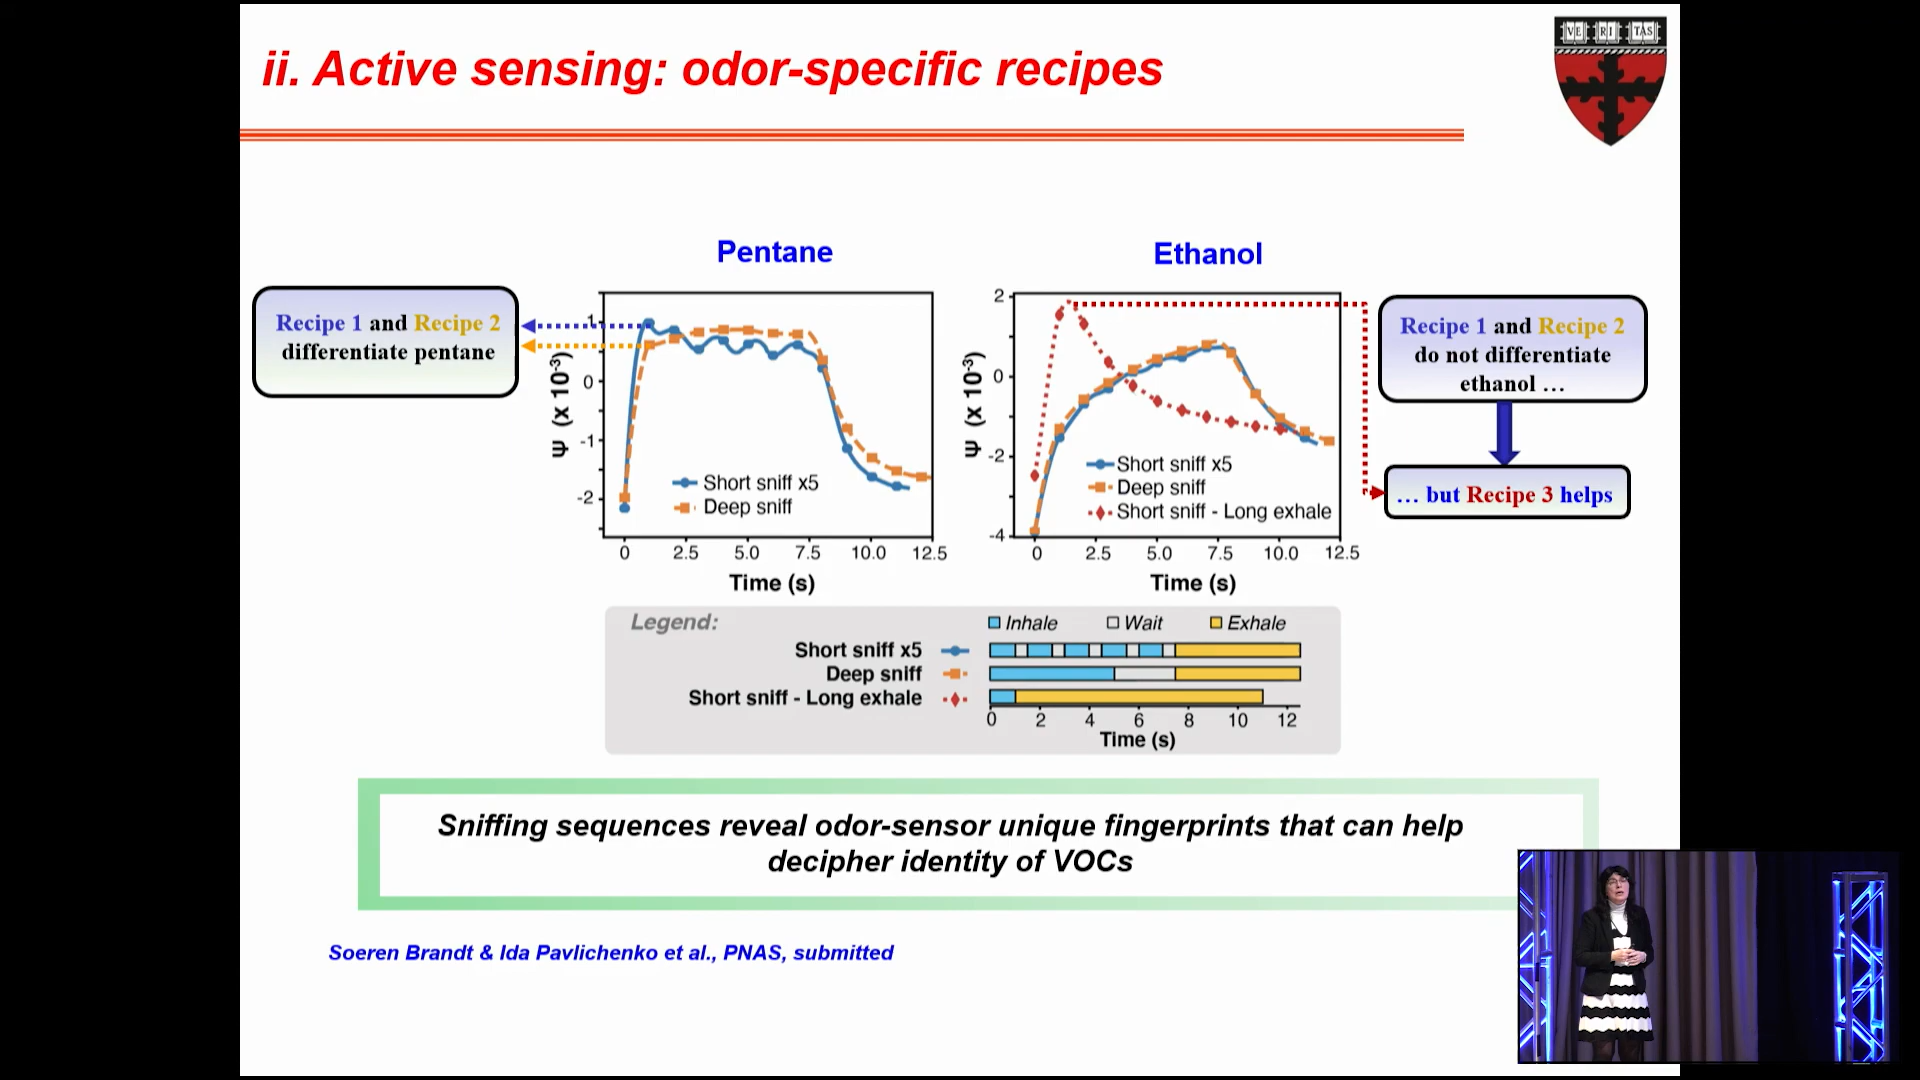 ii. Active sensing: odor-specific recipes
VE RI TAS
Pentane
Ethanol
Recipe 1 and Recipe 2
differentiate pentane
Ψ (x 10⁻³)
1
0
-1
-2
Short sniff x5
Deep sniff
0 2.5 5.0 7.5 10.0 12.5
Time (s)
Ψ (x 10⁻³)
2
0
-2
-4
Short sniff x5
Deep sniff
Short sniff - Long exhale
0 2.5 5.0 7.5 10.0 12.5
Time (s)
Recipe 1 and Recipe 2
do not differentiate
ethanol …
… but Recipe 3 helps
Legend:
Inhale Wait Exhale
Short sniff x5
Deep sniff
Short sniff - Long exhale
0 2 4 6 8 10 12
Time (s)
Sniffing sequences reveal odor-sensor unique fingerprints that can help
decipher identity of VOCs
Soeren Brandt & Ida Pavlichenko et al., PNAS, submitted